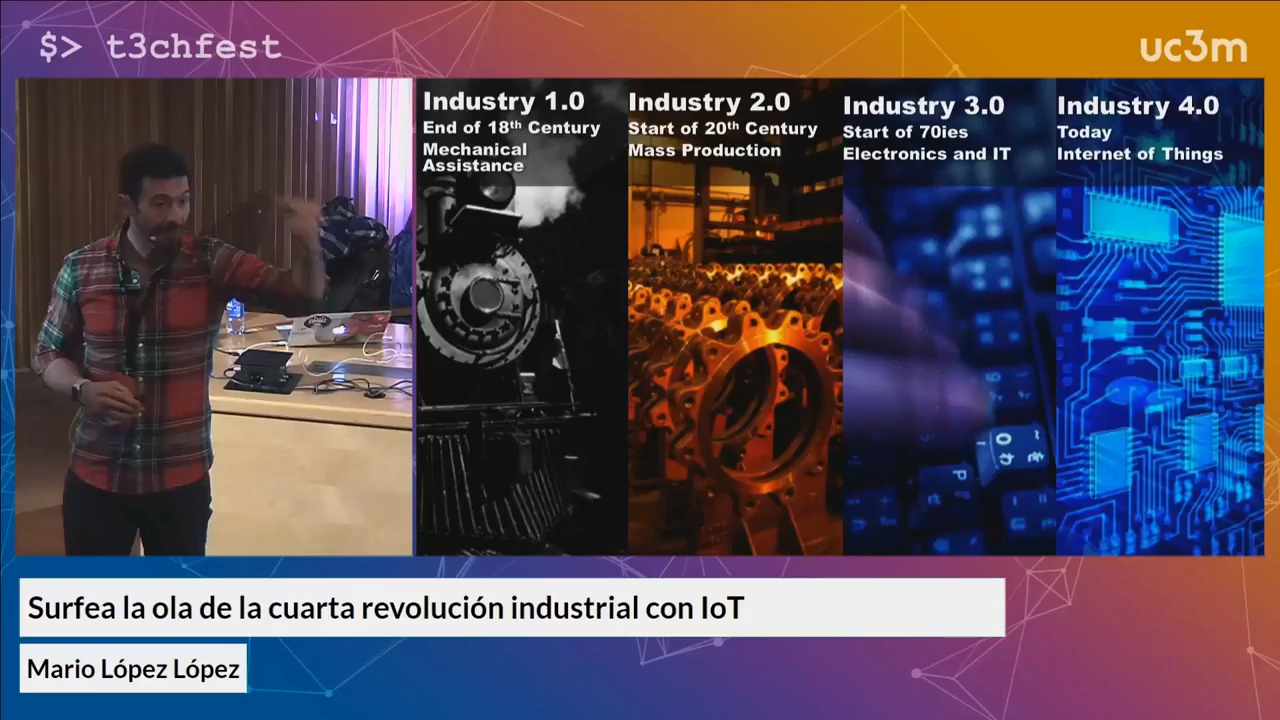 $> t3chfest
uc3m
Industry 1.0
End of 18th Century
Mechanical
Assistance
Industry 2.0
Start of 20th Century
Mass Production
Industry 3.0
Start of 70ies
Electronics and IT
Industry 4.0
Today
Internet of Things
Surfea la ola de la cuarta revolución industrial con IoT
Mario López López